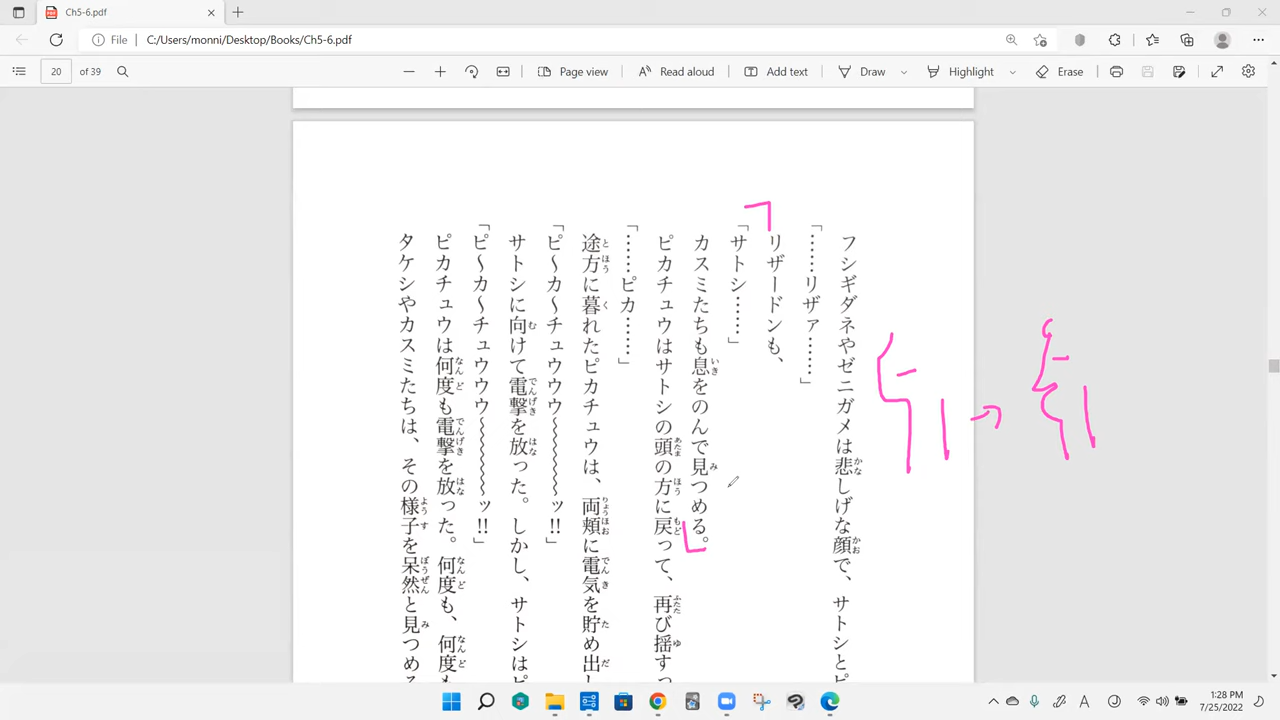 Ch5-6.pdf
File
C:/Users/monni/Desktop/Books/Ch5-6.pdf
20 of 39
Page view
Read aloud
Add text
Draw
Highlight
Erase
フシギダネやゼニガメは悲しげな顔で、サトシとピ
「……リザァ……」
リザードンも、
「サトシ……」
カスミたちも息をのんで見つめる。
ピカチュウはサトシの頭の方に戻って、再び揺すっ
「……ピカ……」
途方に暮れたピカチュウは、両頬に電気を貯め出し
「ピ〜カ〜チュウウウ〜〜〜〜ッ!!」
サトシに向けて電撃を放った。しかし、サトシはピ
「ピ〜カ〜チュウウウ〜〜〜〜ッ!!」
ピカチュウは何度も電撃を放った。何度も、何度も
タケシやカスミたちは、その様子を呆然と見つめる
1:28 PM
7/25/2022